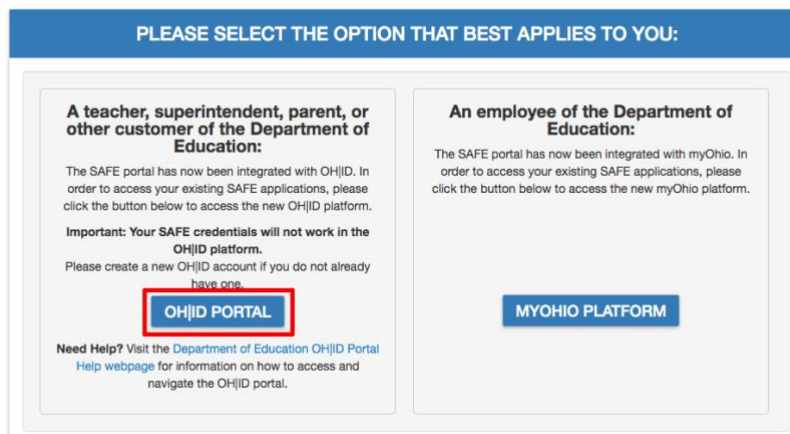 PLEASE SELECT THE OPTION THAT BEST APPLIES TO YOU:
A teacher, superintendent, parent, or
other customer of the Department of
Education:
The SAFE portal has now been integrated with OH|ID. In
order to access your existing SAFE applications, please
click the button below to access the new OH|ID platform.
Important: Your SAFE credentials will not work in the
OH|ID platform.
Please create a new OH|ID account if you do not already
have one.
OH|ID PORTAL
Need Help? Visit the Department of Education OH|ID Portal
Help webpage for information on how to access and
navigate the OH|ID portal.
An employee of the Department of
Education:
The SAFE portal has now been integrated with myOhio. In
order to access your existing SAFE applications, please
click the button below to access the new myOhio platform.
MYOHIO PLATFORM